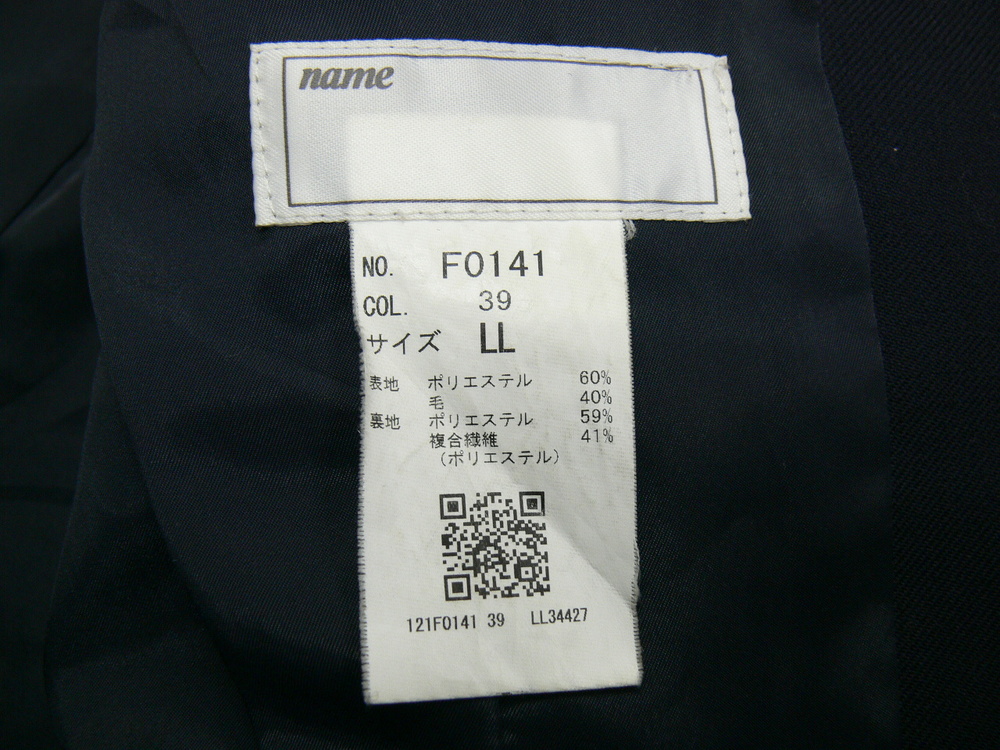 name
NO. F0141
COL. 39
サイズ LL
表地 ポリエステル 60%
毛 40%
裏地 ポリエステル 59%
複合繊維 41%
(ポリエステル)
121F0141 39 LL34427